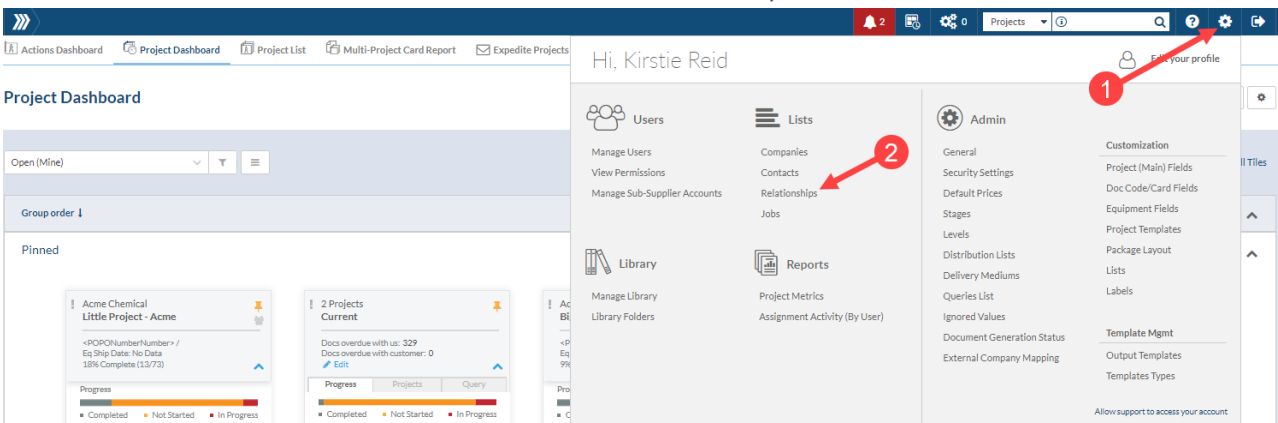 2
0
Projects
Actions Dashboard
Project Dashboard
Project List
Multi-Project Card Report
Expedite Projects
Hi, Kirstie Reid
Edit your profile
1
Project Dashboard
Open (Mine)
ll Tiles
Group order
Pinned
Acme Chemical
Little Project - Acme
<POPONumberNumber> /
Eq Ship Date: No Data
18% Complete (13/73)
Progress
Completed
Not Started
In Progress
2 Projects
Current
Docs overdue with us: 329
Docs overdue with customer: 0
Edit
Progress
Projects
Query
Completed
Not Started
In Progress
Ac
Bi
<P
Eq
9%
Pro
C
Users
Manage Users
View Permissions
Manage Sub-Supplier Accounts
Lists
Companies
Contacts
Relationships
Jobs
2
Library
Manage Library
Library Folders
Reports
Project Metrics
Assignment Activity (By User)
Admin
General
Security Settings
Default Prices
Stages
Levels
Distribution Lists
Delivery Mediums
Queries List
Ignored Values
Document Generation Status
External Company Mapping
Customization
Project (Main) Fields
Doc Code/Card Fields
Equipment Fields
Project Templates
Package Layout
Lists
Labels
Template Mgmt
Output Templates
Templates Types
Allow support to access your account